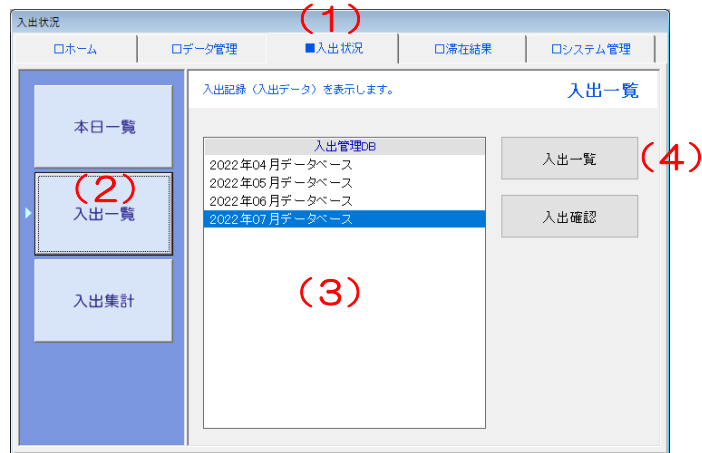 入出状況
（1）
□ホーム
□データ管理
■入出状況
□滞在結果
□システム管理
入出記録（入出データ）を表示します。
入出一覧
本日一覧
（2）
入出一覧
入出集計
入出管理DB
2022年04月データベース
2022年05月データベース
2022年06月データベース
2022年07月データベース
（3）
入出一覧
（4）
入出確認